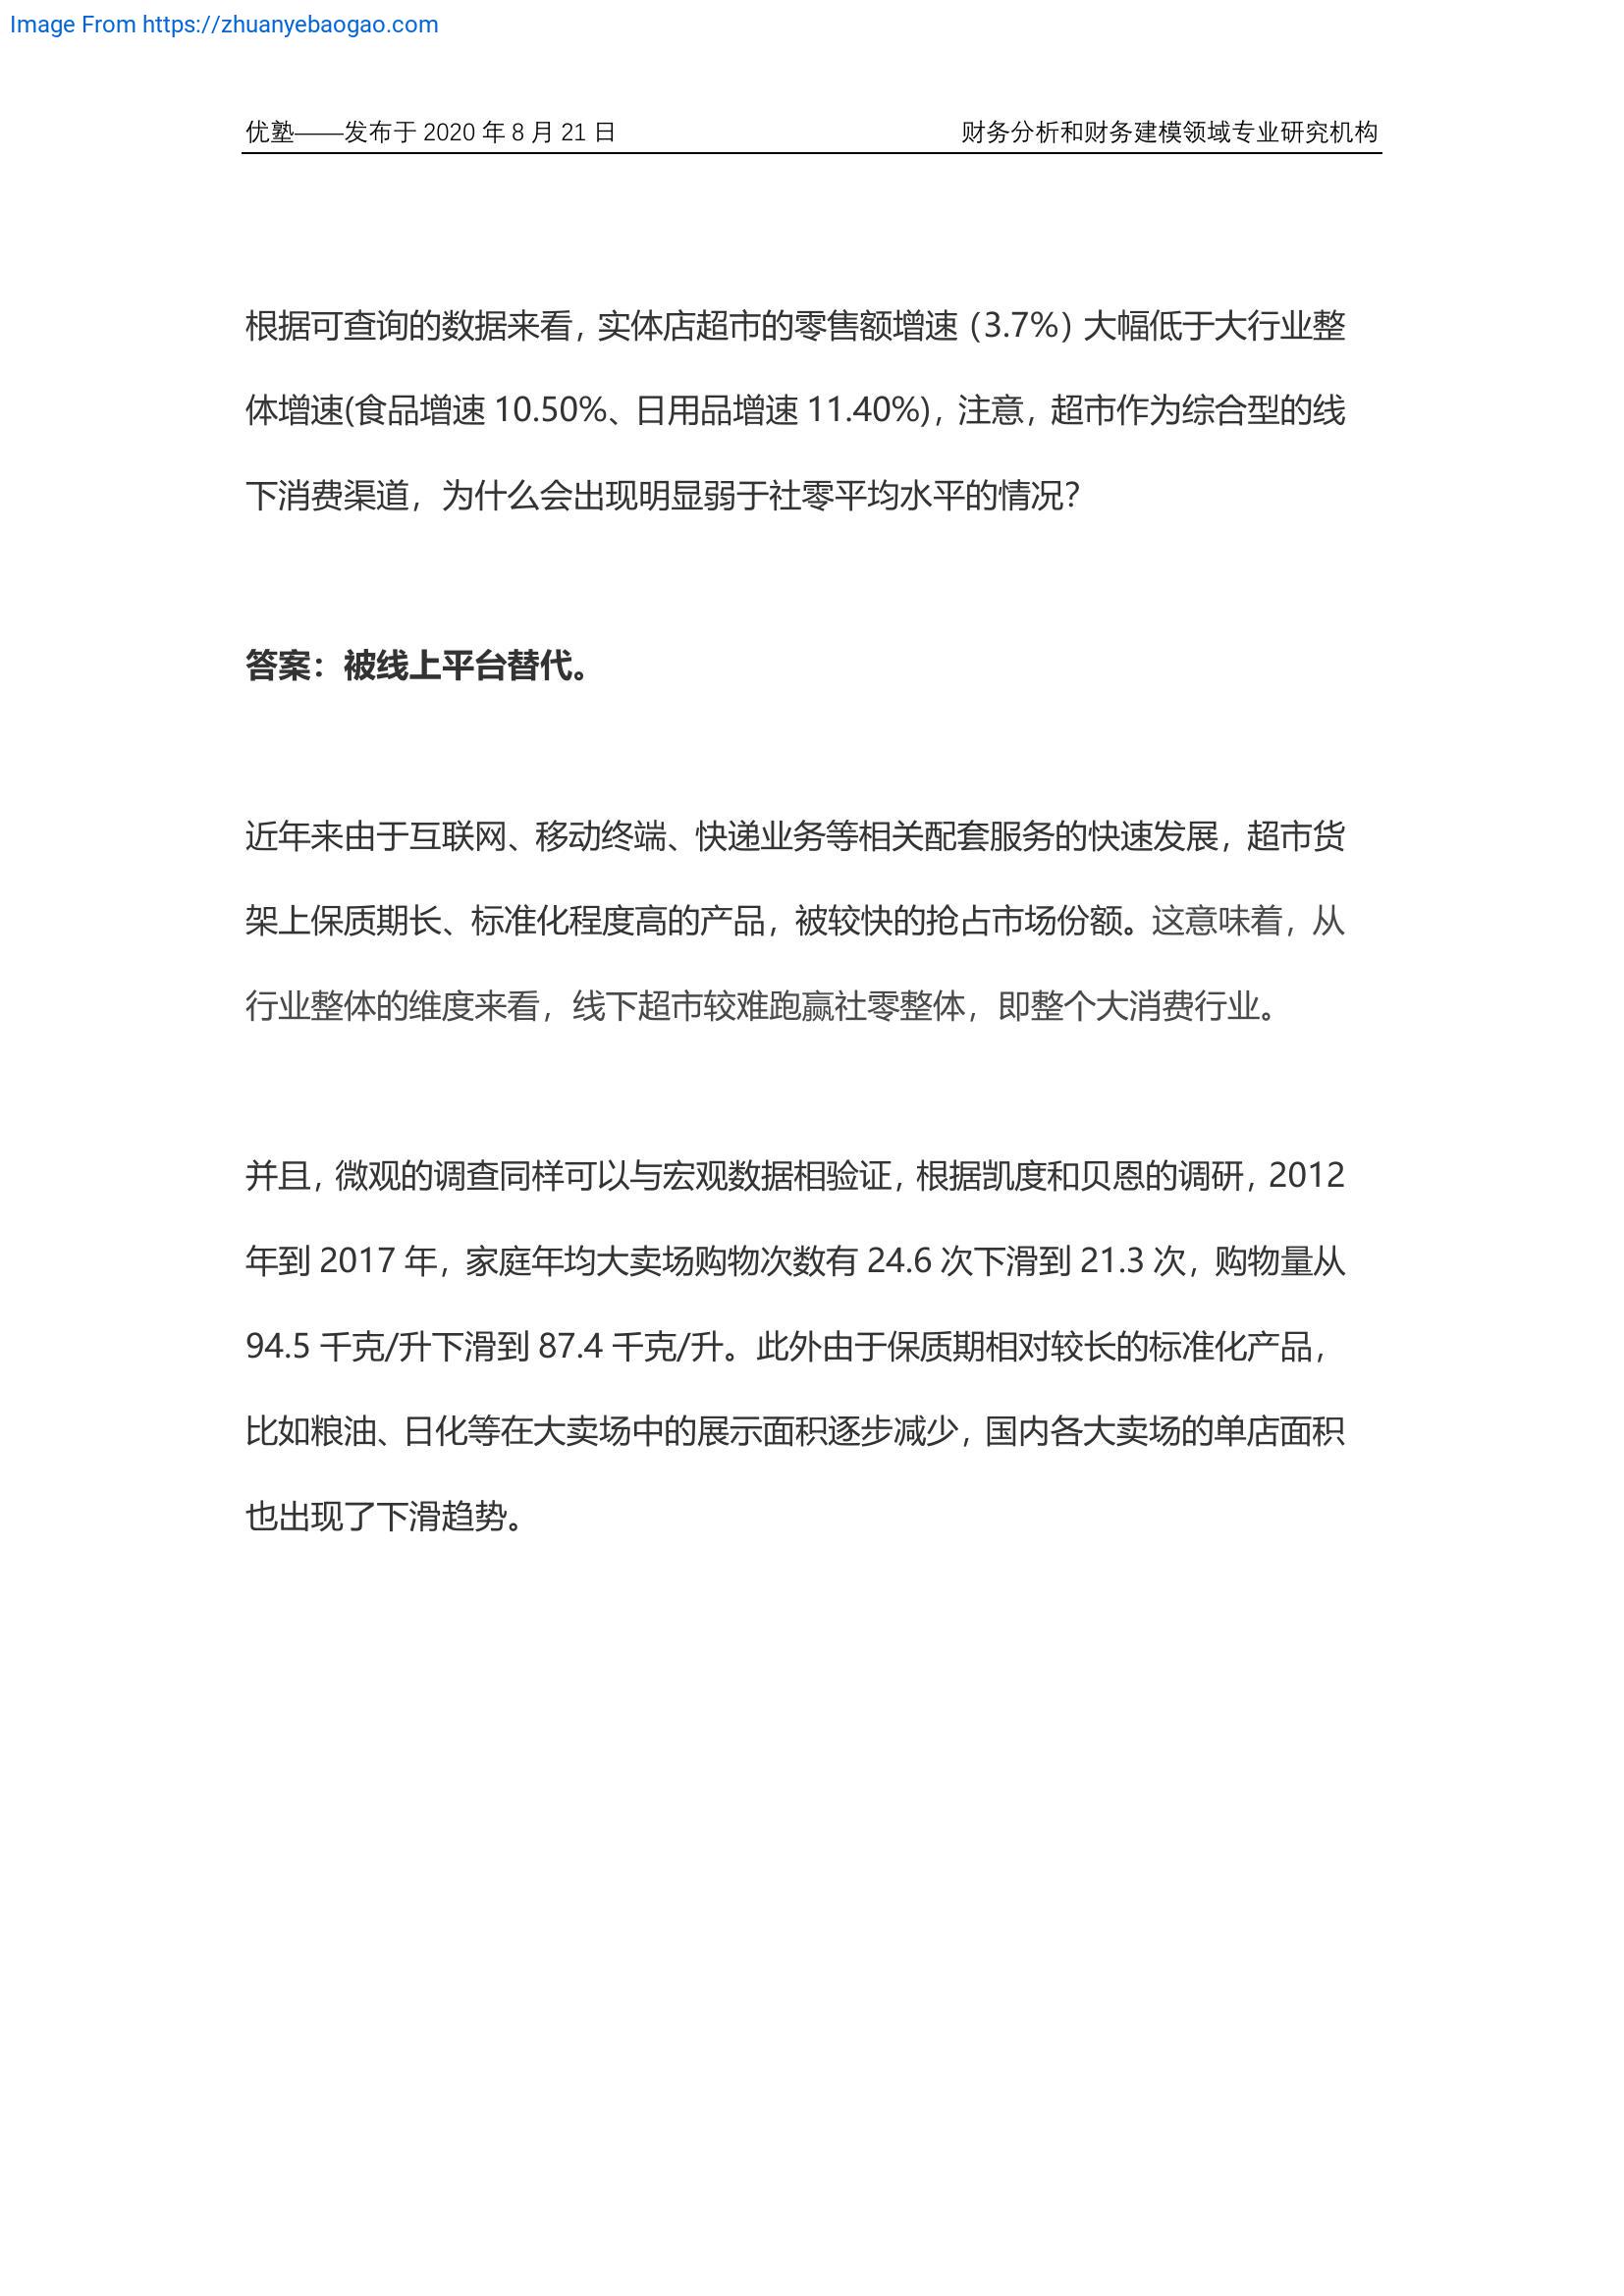 Image From https://zhuanyebaogao.com
优塾——发布于 2020 年 8 月 21 日 财务分析和财务建模领域专业研究机构
根据可查询的数据来看，实体店超市的零售额增速（3.7%）大幅低于大行业整
体增速(食品增速 10.50%、日用品增速 11.40%)，注意，超市作为综合型的线
下消费渠道，为什么会出现明显弱于社零平均水平的情况？
答案：被线上平台替代。
近年来由于互联网、移动终端、快递业务等相关配套服务的快速发展，超市货
架上保质期长、标准化程度高的产品，被较快的抢占市场份额。这意味着，从
行业整体的维度来看，线下超市较难跑赢社零整体，即整个大消费行业。
并且，微观的调查同样可以与宏观数据相验证，根据凯度和贝恩的调研，2012
年到 2017 年，家庭年均大卖场购物次数有 24.6 次下滑到 21.3 次，购物量从
94.5 千克/升下滑到 87.4 千克/升。此外由于保质期相对较长的标准化产品，
比如粮油、日化等在大卖场中的展示面积逐步减少，国内各大卖场的单店面积
也出现了下滑趋势。